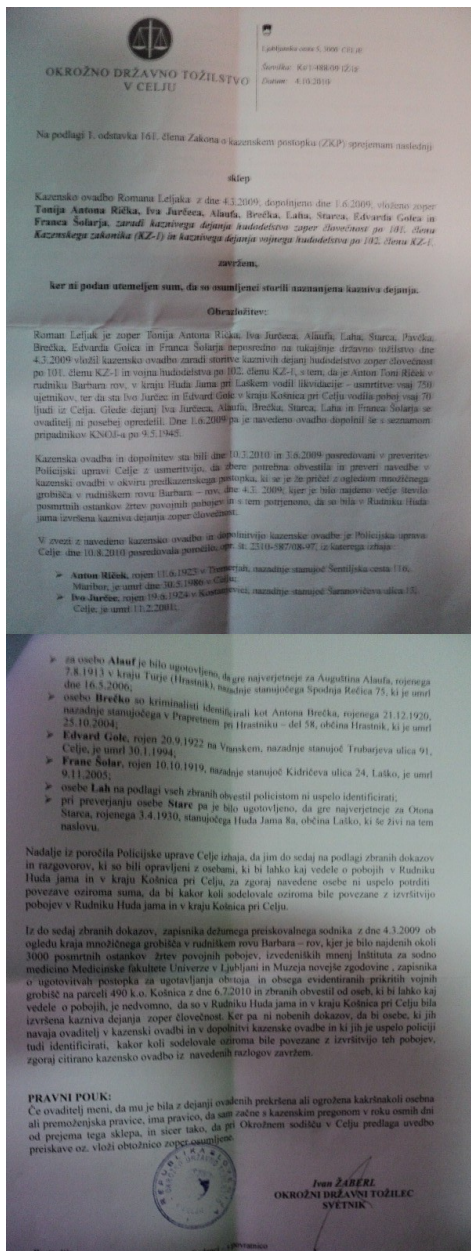 OKROŽNO DRŽAVNO TOŽILSTVO
V CELJU
Ljubljanska cesta 5, 3000 CELJE
Številka:
Datum: 4.10.2010
Na podlagi 1. odstavka 161. člena Zakona o kazenskem postopku (ZKP) sprejemam naslednji
sklep
Kazensko ovadbo Romana Leljaka z dne 4.3.2009, dopolnjeno dne 1.6.2009, vloženo zoper
Tonija Antona Rička, Iva Jurčeca, Alaufa, Brečka, Laha, Starca, Edvarda Golca in
Franca Šolarja, zaradi kaznivega dejanja hudodelstvo zoper človečnost po 101. členu
Kazenskega zakonika (KZ-1) in kaznivega dejanja vojnega hudodelstva po 102. členu KZ-1,
zavržem,
ker ni podan utemeljen sum, da so osumljenci storili naznanjena kazniva dejanja.
Obrazložitev:
Roman Leljak je zoper Tonija Antona Rička, Iva Jurčeca, Alaufa, Laha, Starca, Pavčka,
Brečka, Edvarda Golca in Franca Šolarja neposredno na tukajšnje državno tožilstvo dne
4.3.2009 vložil kazensko ovadbo zaradi storitve kaznivih dejanj hudodelstev zoper človečnost
po 101. členu KZ-1 in vojna hudodelstva po 102. členu KZ-1, s tem, da je Anton Toni Riček v
rudniku Barbara rov, v kraju Huda Jama pri Laškem vodil likvidacije - usmrtitve vsaj 750
ujetnikov, ter da sta Ivo Jurčec in Edvard Golc v kraju Košnica pri Celju vodila poboj vsaj 70
ljudi iz Celja. Glede dejanj Iva Jurčeca, Alaufa, Brečka, Starca, Laha in Franca Šolarja se
ovaditelj ni posebej opredelil. Dne 1.6.2009 pa je navedeno ovadbo dopolnil še s seznamom
pripadnikov KNOJ-a po 9.5.1945.
Kazenska ovadba in dopolnitev sta bili dne 10.3.2010 in 3.6.2009 posredovani v preveritev
Policijski upravi Celje z usmeritvijo, da zbere potrebna obvestila in preveri navedbe v
kazenski ovadbi v okviru predkazenskega postopka, ki se je že pričel z ogledom množičnega
grobišča v rudniškem rovu Barbara – rov, dne 4.3. 2009, kjer je bilo najdeno večje število
posmrtnih ostankov žrtev povojnih pobojev in s tem potrjeno, da so bila v Rudniku Huda
jama izvršena kazniva dejanja zoper človečnost.
V zvezi z navedeno kazensko ovadbo in dopolnitvijo kazenske ovadbe je Policijska uprava
Celje dne 10.8.2010 posredovala poročilo, opr. št. 2310-587/08-97, iz katerega izhaja:
➢ Anton Riček, rojen 11.6.1925 v nazadnje stanujoč Šentiljska cesta 116,
Maribor, je umrl dne 30.5.1986 v Celju;
➢ Ivo Jurčec, rojen 19.6.1924 v nazadnje stanujoč
Celje, je umrl 11.2.2001;
➢ za osebo Alauf je bilo ugotovljeno, da gre najverjetneje za Auguština Alaufa, rojenega
7.8.1913 v kraju Turje (Hrastnik), nazadnje stanujočega Spodnja Rečica 75, ki je umrl
dne 16.5.2006;
➢ osebo Brečko so kriminalisti identificirali kot Antona Brečka, rojenega 21.12.1920,
nazadnje stanujočega v Prapretnem pri Hrastniku – del 58, občina Hrastnik, ki je umrl
25.10.2004;
➢ Edvard Golc, rojen 20.9.1922 na Vranskem, nazadnje stanujoč Trubarjeva ulica 91,
Celje, je umrl 30.1.1994;
➢ Franc Šolar, rojen 10.10.1919, nazadnje stanujoč Kidričeva ulica 24, Laško, je umrl
9.11.2005;
➢ osebe Lah na podlagi vseh zbranih obvestil policistom ni uspelo identificirati;
➢ pri preverjanju osebe Starc pa je bilo ugotovljeno, da gre najverjetneje za Otona
Starca, rojenega 3.4.1930, stanujočega Huda Jama 8a, občina Laško, ki še živi na tem
naslovu.
Nadalje iz poročila Policijske uprave Celje izhaja, da jim do sedaj na podlagi zbranih dokazov
in razgovorov, ki so bili opravljeni z osebami, ki bi lahko kaj vedele o pobojih v Rudniku
Huda jama in v kraju Košnica pri Celju, za zgoraj navedene osebe ni uspelo potrditi
povezave oziroma suma, da bi kakor koli sodelovale oziroma bile povezane z izvršitvijo
pobojev v Rudniku Huda Jama in v kraju Košnica pri Celju.
Iz do sedaj zbranih dokazov, zapisnika dežurnega preiskovalnega sodnika z dne 4.3.2009 ob
ogledu kraja množičnega grobišča v rudniškem rovu Barbara – rov, kjer je bilo najdenih okoli
3000 posmrtnih ostankov žrtev povojnih pobojev, izvedeniških mnenj Inštituta za sodno
medicino Medicinske fakultete Univerze v Ljubljani in Muzeja novejše zgodovine, zapisnika
o ugotovitvah postopka za ugotavljanja obstoja in obsega evidentiranih prikritih vojnih
grobišč na parceli 490 k.o. Košnica z dne 6.7.2010 in zbranih obvestil od oseb, ki bi lahko kaj
vedele o pobojih, je nedvomno, da so v Rudniku Huda jama in v kraju Košnica pri Celju bila
izvršena kazniva dejanja zoper človečnost. Ker pa ni nobenih dokazov, da bi osebe, ki jih
navaja ovaditelj v kazenski ovadbi in v dopolnitvi kazenske ovadbe in ki jih je uspelo policiji
tudi identificirati, kakor koli sodelovale oziroma bile povezane z izvršitvijo teh pobojev,
zgoraj citirano kazensko ovadbo iz navedenih razlogov zavržem.
PRAVNI POUK:
Če ovaditelj meni, da mu je bila z dejanji ovadenih prekršena ali ogrožena kakršnakoli osebna
ali premoženjska pravice, ima pravico, da sam začne s kazenskim pregonom v roku osmih dni
od prejema tega sklepa, in sicer tako, da pri Okrožnem sodišču v Celju predlaga uvedbo
preiskave oz. vloži obtožnico zoper osumljene.
Ivan ŽABERL
OKROŽNI DRŽAVNI TOŽILEC
SVETNIK